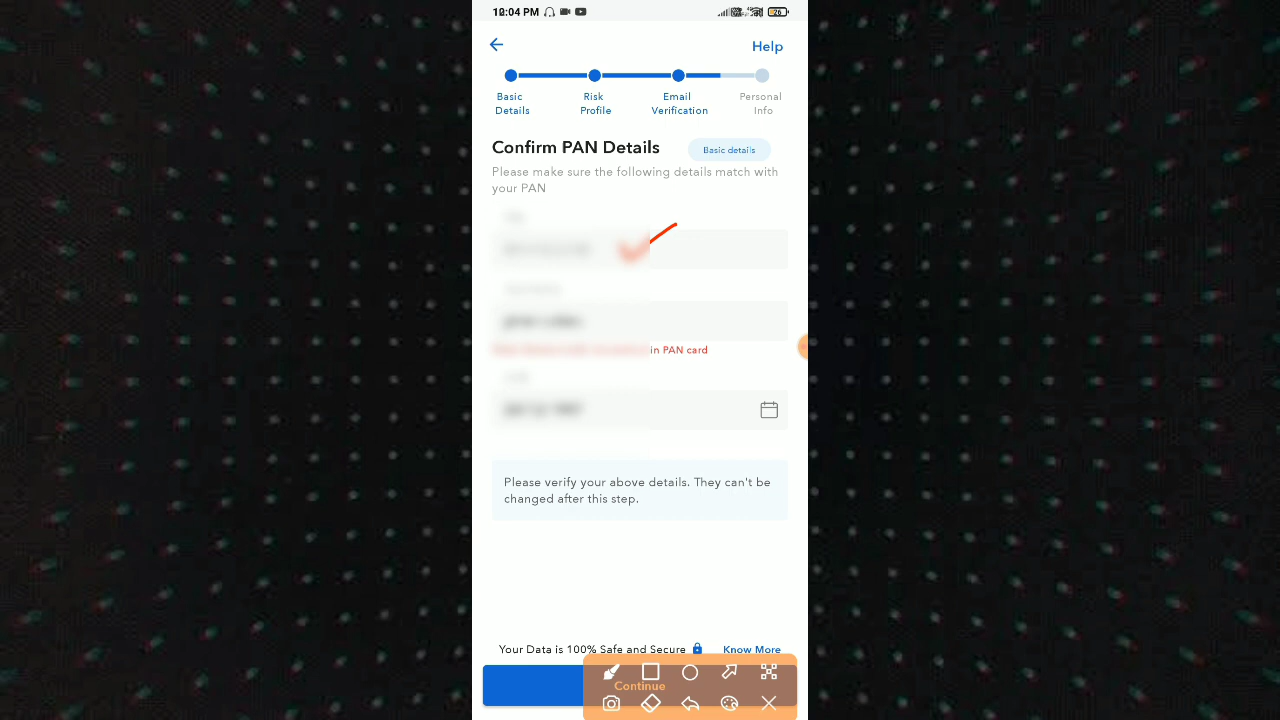 12:04 PM
26
Help
Basic Details
Risk Profile
Email Verification
Personal Info
Confirm PAN Details
Basic details
Please make sure the following details match with
your PAN
in PAN card
Please verify your above details. They can't be
changed after this step.
Your Data is 100% Safe and Secure
Know More
Continue